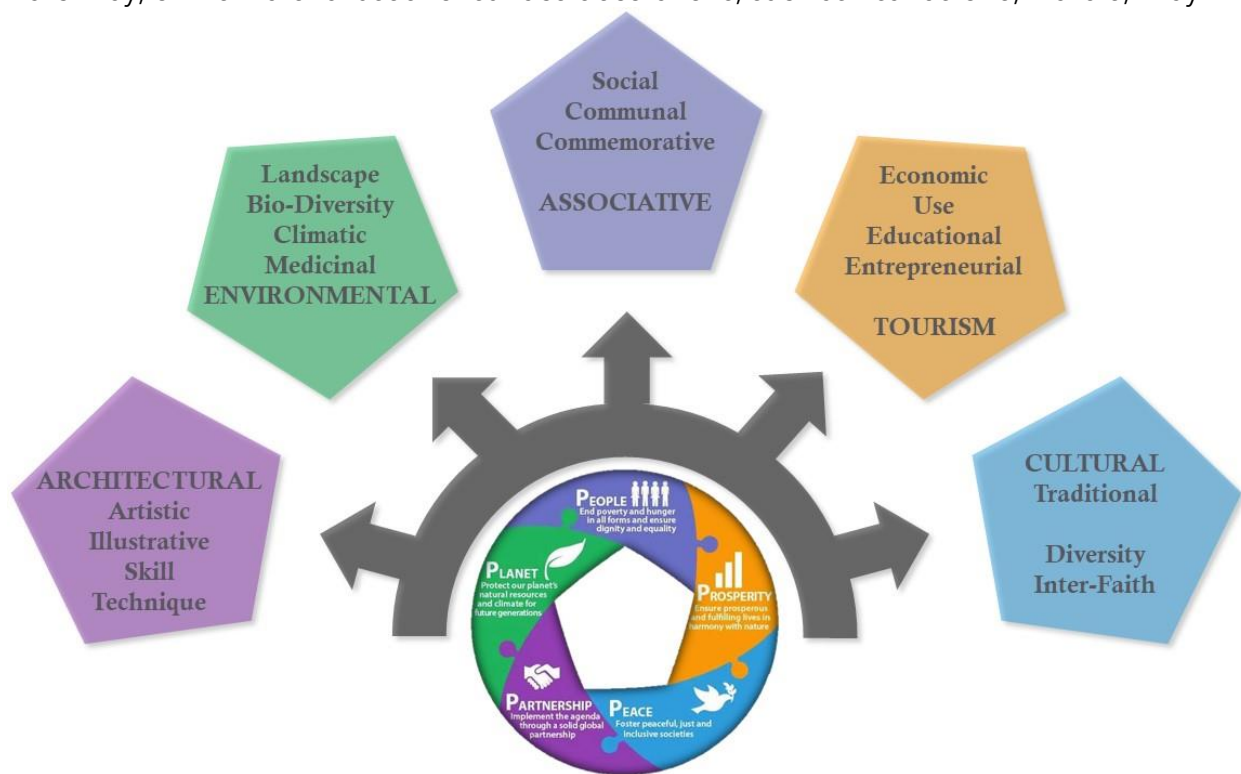 Social
Communal
Commemorative
ASSOCIATIVE
Landscape
Bio-Diversity
Climatic
Medicinal
ENVIRONMENTAL
Economic
Use
Educational
Entrepreneurial
TOURISM
ARCHITECTURAL
Artistic
Illustrative
Skill
Technique
CULTURAL
Traditional
Diversity
Inter-Faith
PEOPLE
End poverty and hunger
in all forms and ensure
dignity and equality
PLANET
Protect our planet's
natural resources
and climate for
future generations
PROSPERITY
Ensure prosperous
and fulfilling lives in
harmony with nature
PARTNERSHIP
Implement the agenda
through a solid global
partnership
PEACE
Foster peaceful, just and
inclusive societies